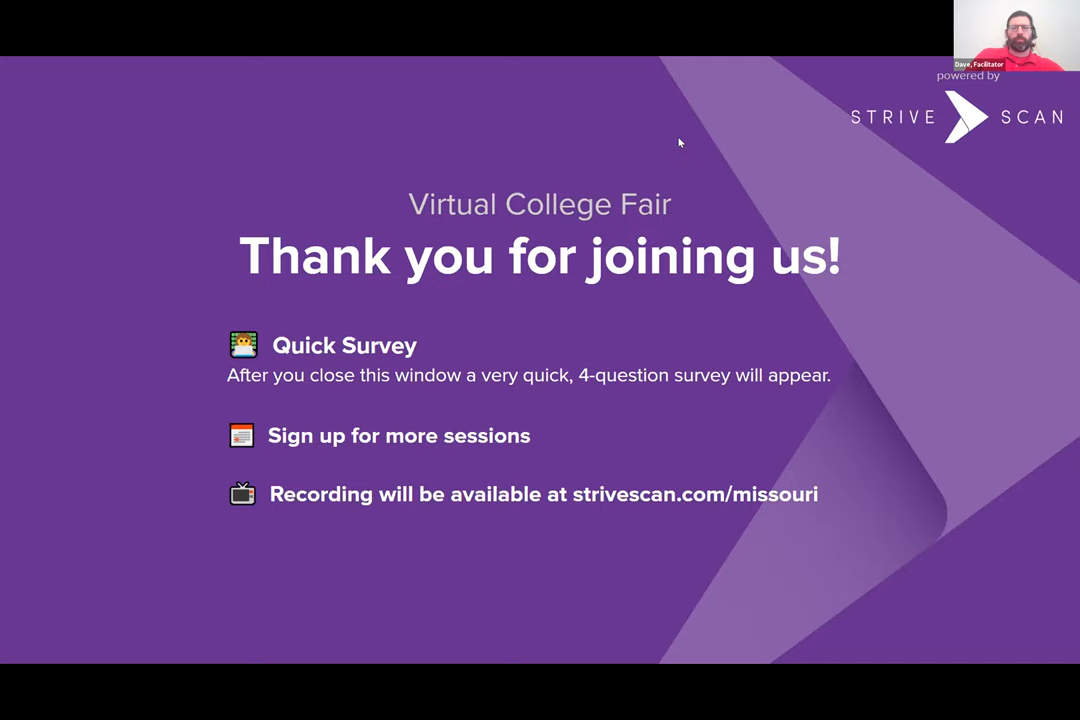 Dave, Facilitator
powered by
STRIVE SCAN
Virtual College Fair
Thank you for joining us!
Quick Survey
After you close this window a very quick, 4-question survey will appear.
Sign up for more sessions
Recording will be available at strivescan.com/missouri